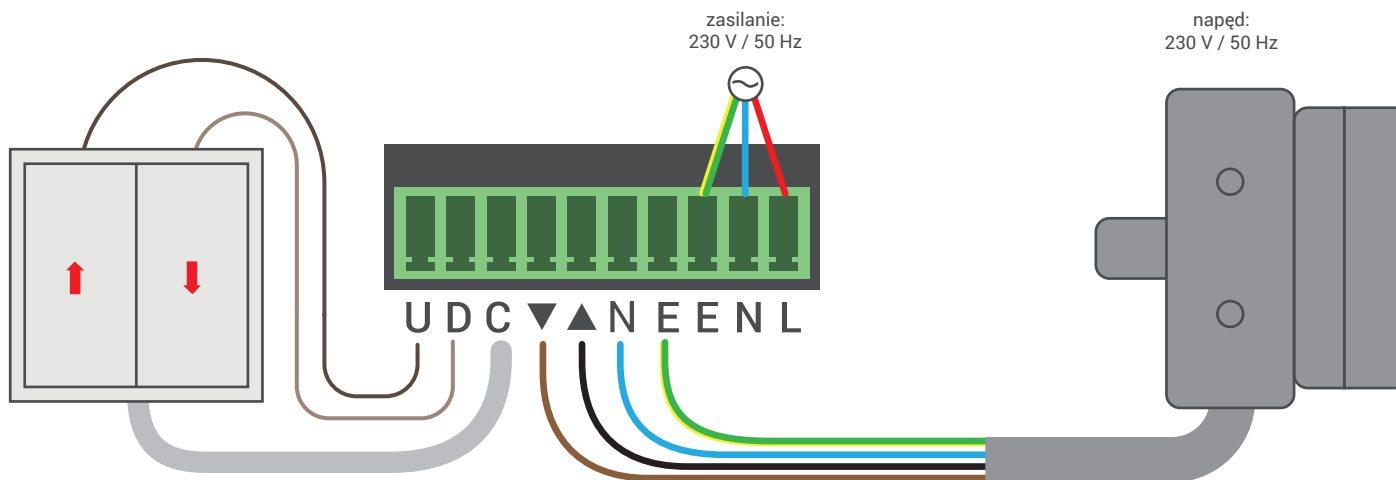 zasilanie:
230 V / 50 Hz
napęd:
230 V / 50 Hz
U D C ▼ ▲ N E E N L